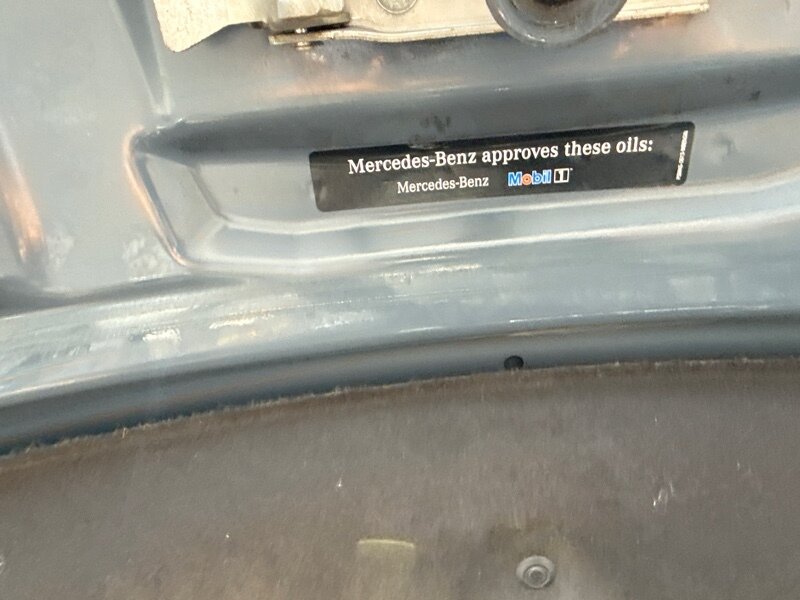 Mercedes-Benz approves these oils:
Mercedes-Benz Mobil 1